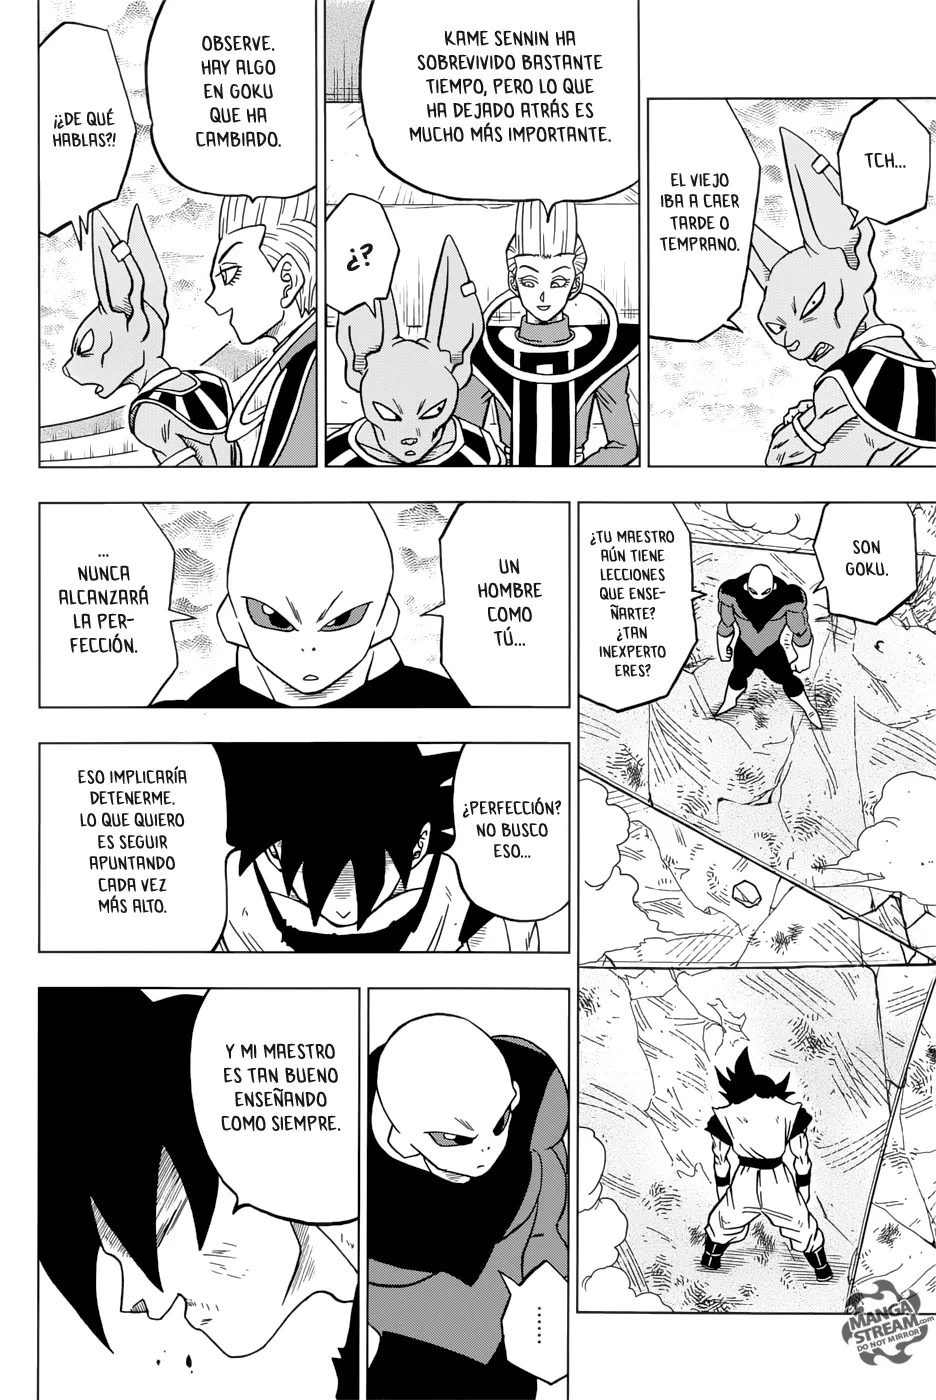 TCH...
EL VIEJO
IBA A CAER
TARDE O
TEMPRANO.
KAME SENNIN HA
SOBREVIVIDO BASTANTE
TIEMPO, PERO LO QUE
HA DEJADO ATRÁS ES
MUCHO MÁS IMPORTANTE.
¿?
OBSERVE.
HAY ALGO
EN GOKU
QUE HA
CAMBIADO.
¡¿DE QUÉ
HABLAS?!
SON
GOKU.
¿TU MAESTRO
AÚN TIENE
LECCIONES
QUE ENSE-
ÑARTE?
¿TAN
INEXPERTO
ERES?
UN
HOMBRE
COMO
TÚ...
...
NUNCA
ALCANZARÁ
LA PER-
FECCIÓN.
¿PERFECCIÓN?
NO BUSCO
ESO...
ESO IMPLICARÍA
DETENERME.
LO QUE QUIERO
ES SEGUIR
APUNTANDO
CADA VEZ
MÁS ALTO.
......
Y MI MAESTRO
ES TAN BUENO
ENSEÑANDO
COMO SIEMPRE.
MANGA
STREAM.com
DO NOT MIRROR